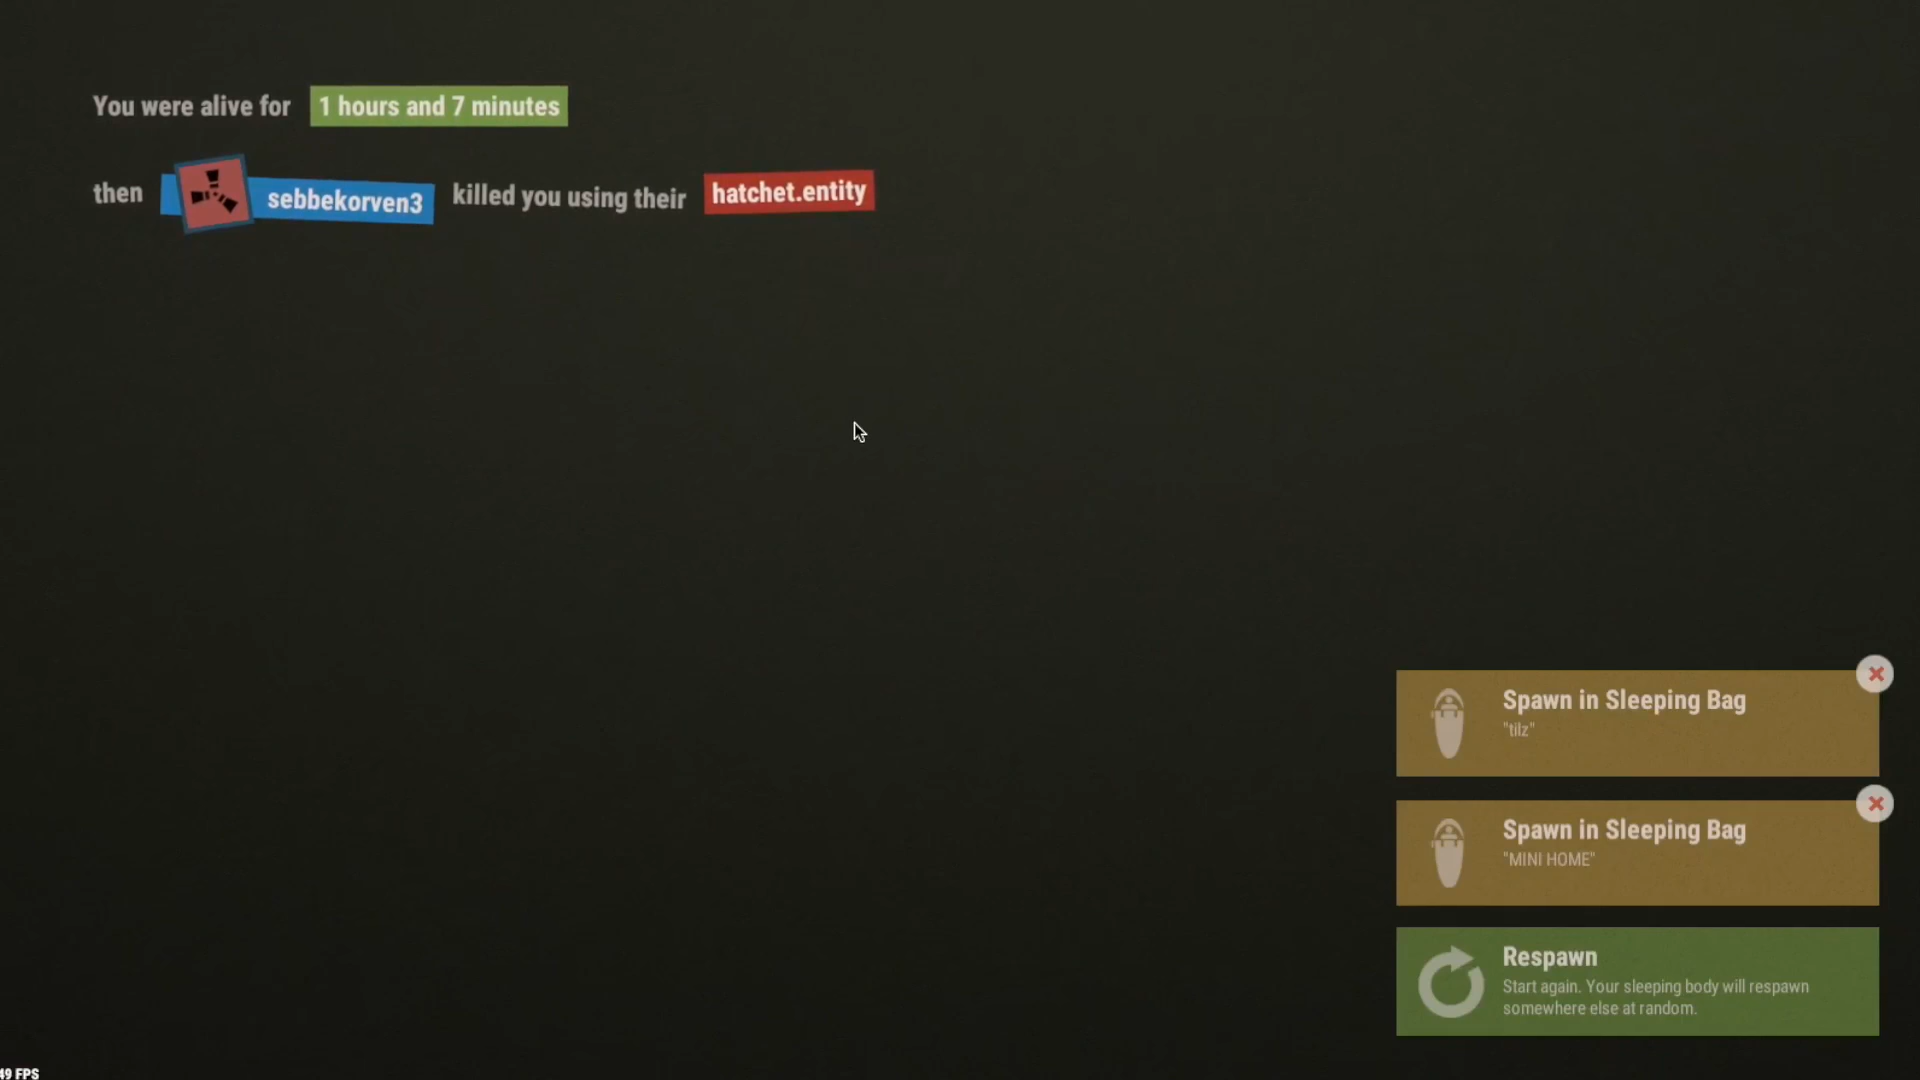 You were alive for 1 hours and 7 minutes
then sebbekorven3 killed you using their hatchet.entity
Spawn in Sleeping Bag
"tilz"
Spawn in Sleeping Bag
"MINI HOME"
Respawn
Start again. Your sleeping body will respawn
somewhere else at random.
49 FPS